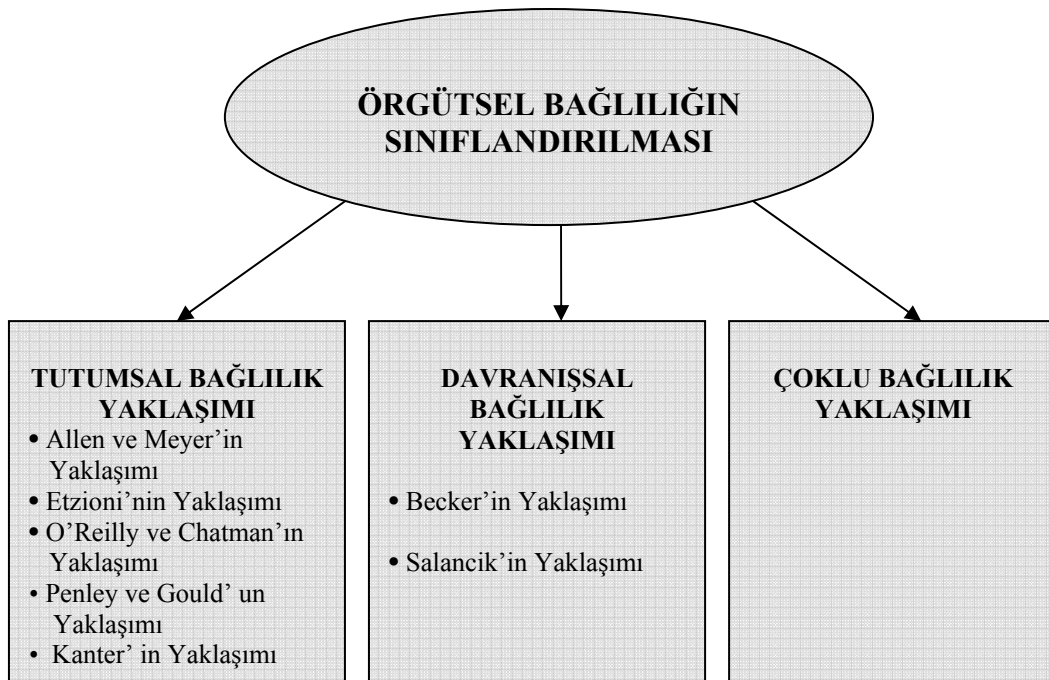 ÖRGÜTSEL BAĞLILIĞIN
SINIFLANDIRILMASI
TUTUMSAL BAĞLILIK
YAKLAŞIMI
• Allen ve Meyer’in
Yaklaşımı
• Etzioni’nin Yaklaşımı
• O’Reilly ve Chatman’ın
Yaklaşımı
• Penley ve Gould’ un
Yaklaşımı
• Kanter’ in Yaklaşımı
DAVRANIŞSAL
BAĞLILIK
YAKLAŞIMI
• Becker’in Yaklaşımı
• Salancik’in Yaklaşımı
ÇOKLU BAĞLILIK
YAKLAŞIMI